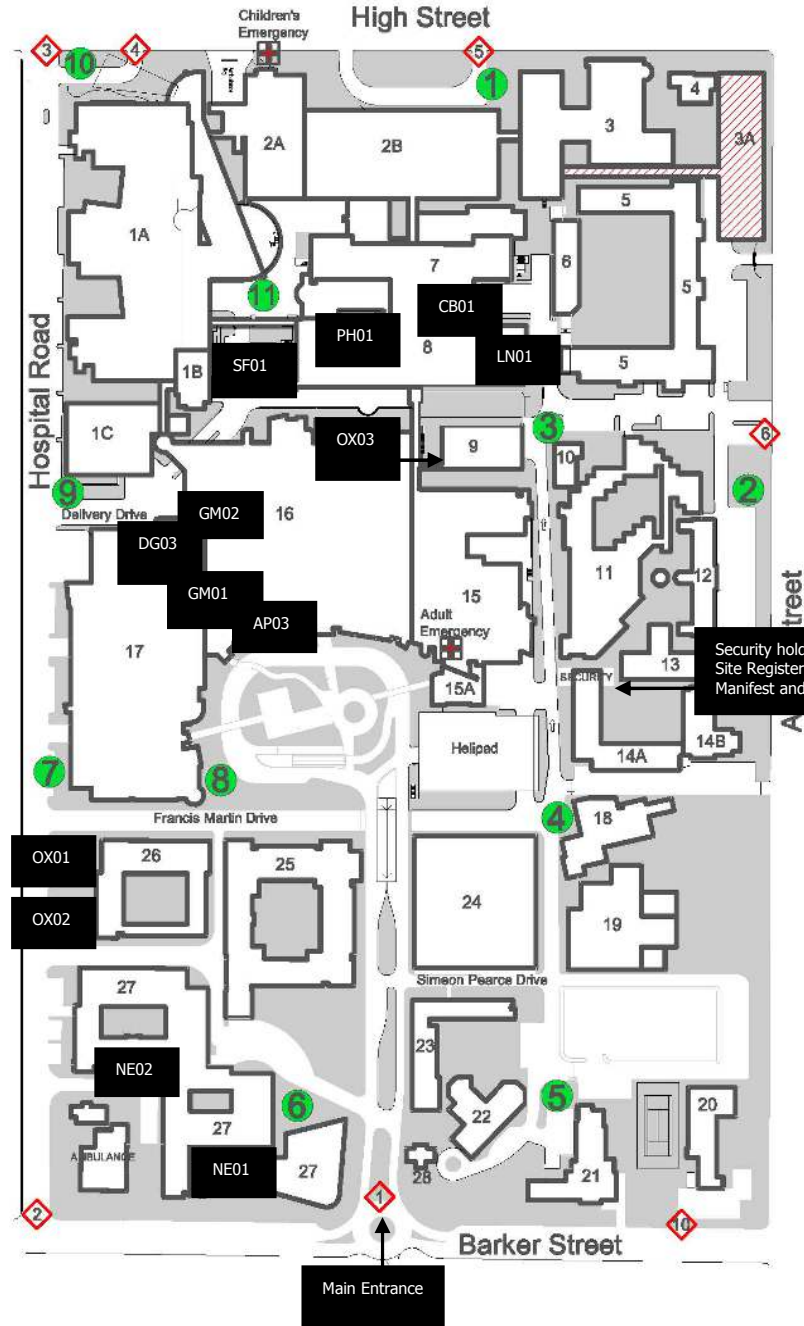 High Street
Children's
Emergency
3
10
4
5
1
4
2A
2B
3
3A
1A
5
6
5
7
11
CB01
PH01
8
LN01
SF01
1B
5
Hospital Road
1C
OX03
9
3
10
6
9
2
Delivery Drive
GM02
16
DG03
11
12
GM01
15
AP03
Adult
Emergency
17
13
Security hold
Site Register
Manifest and
SECURITY
15A
Helipad
14A
14B
7
8
4
18
Francis Martin Drive
OX01
26
25
24
19
OX02
27
Simeon Pearce Drive
23
NE02
6
5
22
20
AMBULANCE
27
NE01
27
28
21
2
1
10
Barker Street
Main Entrance